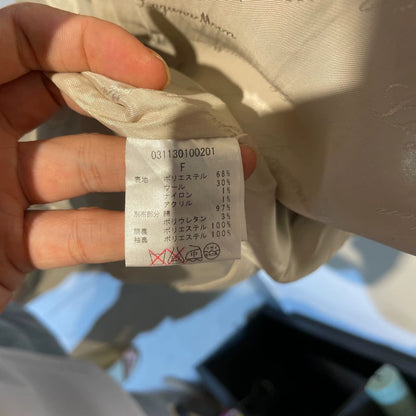 031130100201
F
表地 ポリエステル 68%
ウール 30%
ナイロン 1%
アクリル 1%
別布部分 綿 97%
ポリウレタン 3%
胴裏 ポリエステル 100%
袖裏 ポリエステル 100%